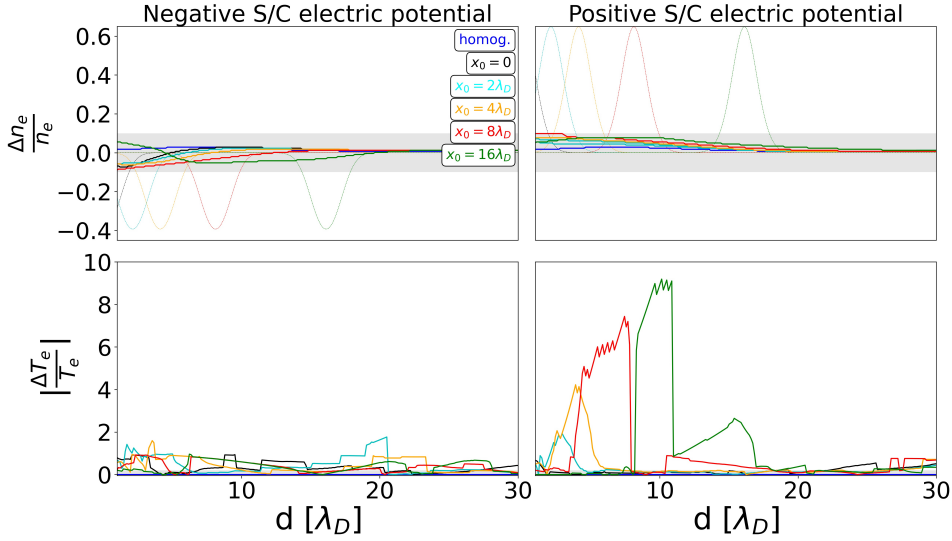 Negative S/C electric potential
Positive S/C electric potential
0.6
0.4
0.2
0.0
−0.2
−0.4
Δn_e / n_e
homog.
x_0 = 0
x_0 = 2λ_D
x_0 = 4λ_D
x_0 = 8λ_D
x_0 = 16λ_D
10
8
6
4
2
0
|ΔT_e / T_e|
10 20 30
10 20 30
d [λ_D]
d [λ_D]